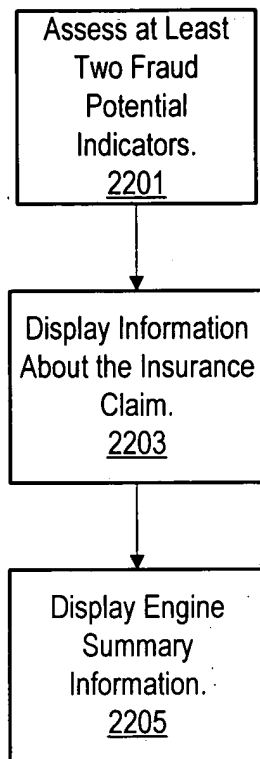 Assess at Least
Two Fraud
Potential
Indicators.
2201
Display Information
About the Insurance
Claim.
2203
Display Engine
Summary
Information.
2205